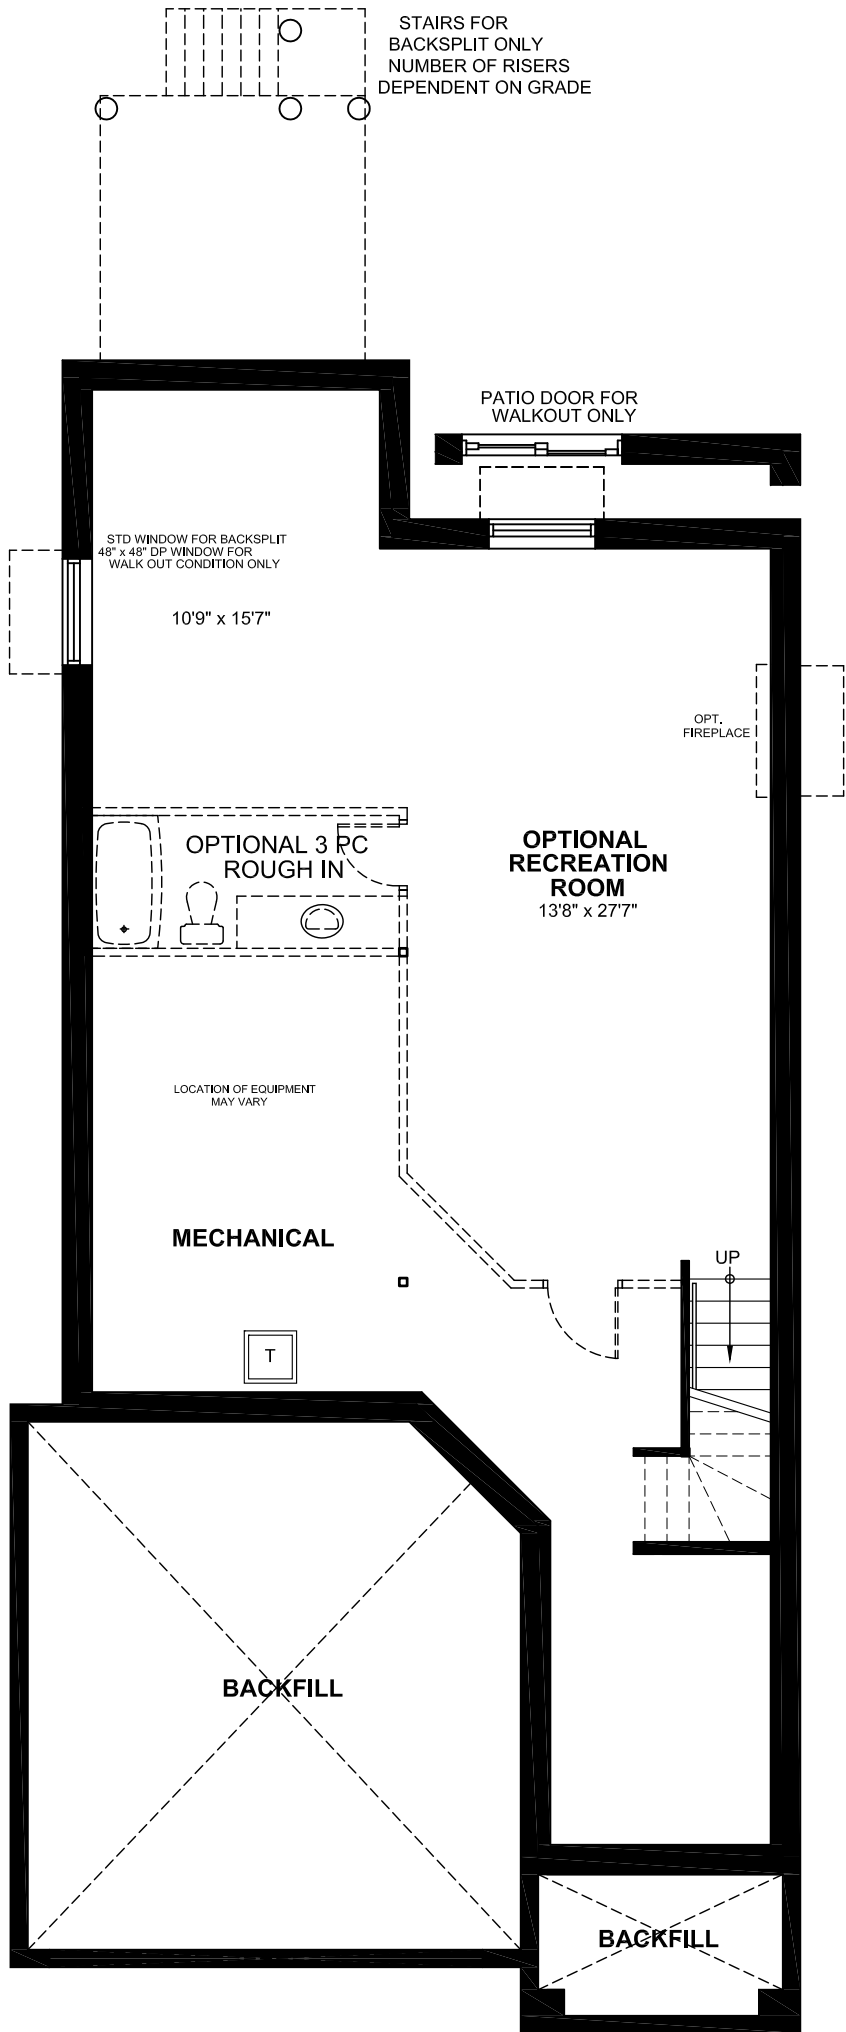 STAIRS FOR
BACKSPLIT ONLY
NUMBER OF RISERS
DEPENDENT ON GRADE
PATIO DOOR FOR
WALKOUT ONLY
STD WINDOW FOR BACKSPLIT
48" x 48" DP WINDOW FOR
WALK OUT CONDITION ONLY
10'9" x 15'7"
OPT.
FIREPLACE
OPTIONAL 3 PC
ROUGH IN
OPTIONAL
RECREATION
ROOM
13'8" x 27'7"
LOCATION OF EQUIPMENT
MAY VARY
MECHANICAL
UP
T
BACKFILL
BACKFILL